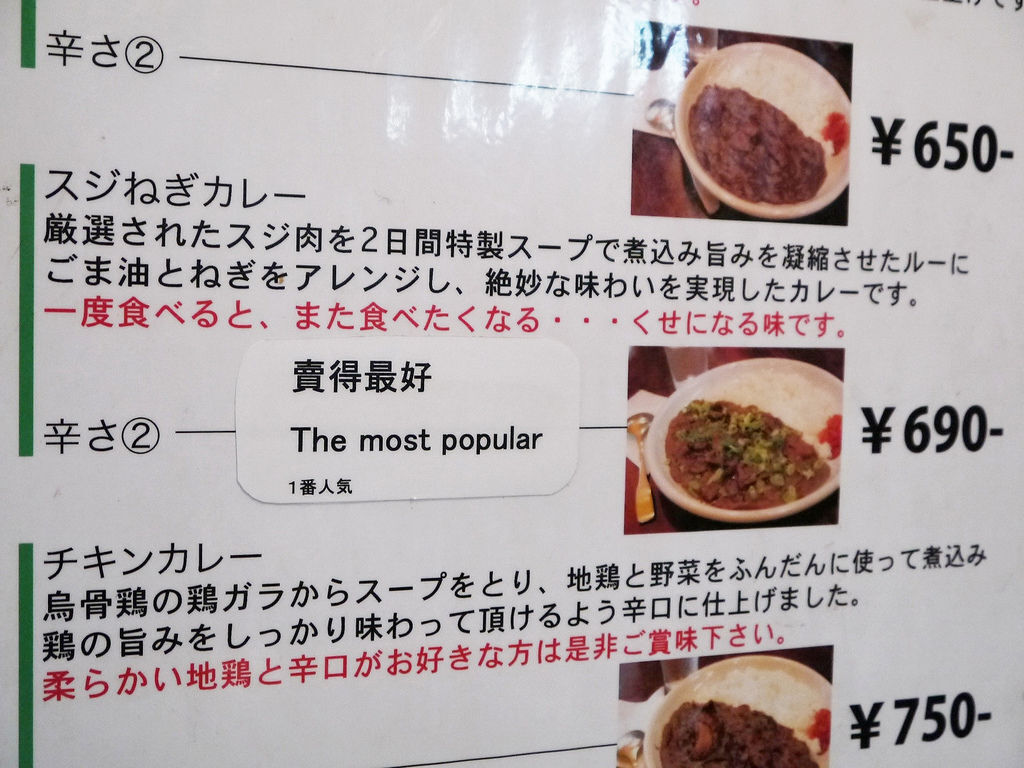 辛さ②
¥650-
スジねぎカレー
厳選されたスジ肉を2日間特製スープで煮込み旨みを凝縮させたルーに
ごま油とねぎをアレンジし、絶妙な味わいを実現したカレーです。
一度食べると、また食べたくなる・・・くせになる味です。
賣得最好
The most popular
1番人気
辛さ②
¥690-
チキンカレー
烏骨鶏の鶏ガラからスープをとり、地鶏と野菜をふんだんに使って煮込み
鶏の旨みをしっかり味わって頂けるよう辛口に仕上げました。
柔らかい地鶏と辛口がお好きな方は是非ご賞味下さい。
¥750-